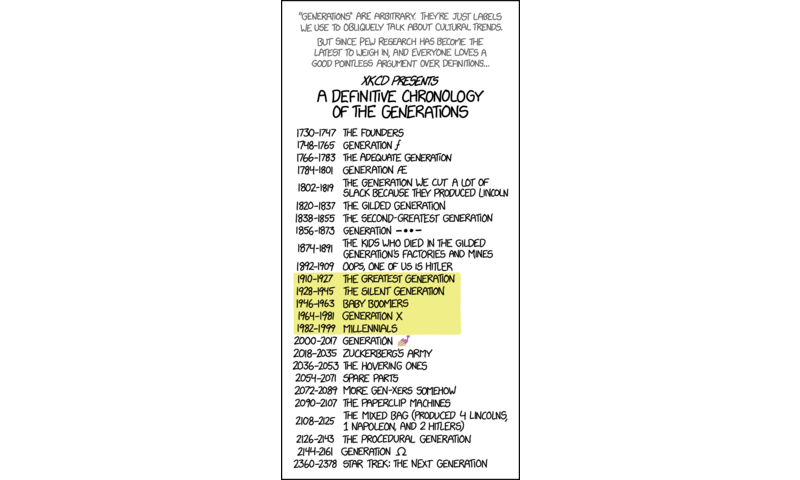 "GENERATIONS" ARE ARBITRARY. THEY'RE JUST LABELS
WE USE TO OBLIQUELY TALK ABOUT CULTURAL TRENDS.
BUT SINCE PEW RESEARCH HAS BECOME THE
LATEST TO WEIGH IN, AND EVERYONE LOVES A
GOOD POINTLESS ARGUMENT OVER DEFINITIONS...
XKCD PRESENTS
A DEFINITIVE CHRONOLOGY
OF THE GENERATIONS
1730-1747 THE FOUNDERS
1748-1765 GENERATION ƒ
1766-1783 THE ADEQUATE GENERATION
1784-1801 GENERATION Æ
1802-1819 THE GENERATION WE CUT A LOT OF
SLACK BECAUSE THEY PRODUCED LINCOLN
1820-1837 THE GILDED GENERATION
1838-1855 THE SECOND-GREATEST GENERATION
1856-1873 GENERATION –••–
1874-1891 THE KIDS WHO DIED IN THE GILDED
GENERATION'S FACTORIES AND MINES
1892-1909 OOPS, ONE OF US IS HITLER
1910-1927 THE GREATEST GENERATION
1928-1945 THE SILENT GENERATION
1946-1963 BABY BOOMERS
1964-1981 GENERATION X
1982-1999 MILLENNIALS
2000-2017 GENERATION 💅
2018-2035 ZUCKERBERG'S ARMY
2036-2053 THE HOVERING ONES
2054-2071 SPARE PARTS
2072-2089 MORE GEN-XERS SOMEHOW
2090-2107 THE PAPERCLIP MACHINES
2108-2125 THE MIXED BAG (PRODUCED 4 LINCOLNS,
1 NAPOLEON, AND 2 HITLERS)
2126-2143 THE PROCEDURAL GENERATION
2144-2161 GENERATION Ω
2360-2378 STAR TREK: THE NEXT GENERATION